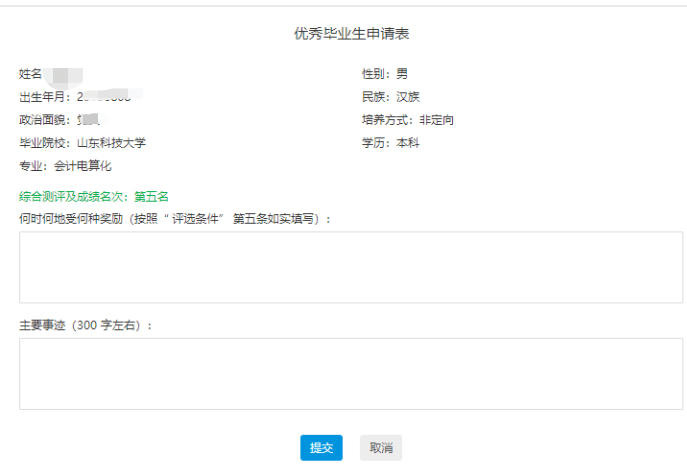 优秀毕业生申请表
姓名
性别：男
出生年月：2
民族：汉族
政治面貌：
培养方式：非定向
毕业院校：山东科技大学
学历：本科
专业：会计电算化
综合测评及成绩名次：第五名
何时何地受何种奖励（按照“ 评选条件” 第五条如实填写）：
主要事迹（300 字左右）：
提交
取消